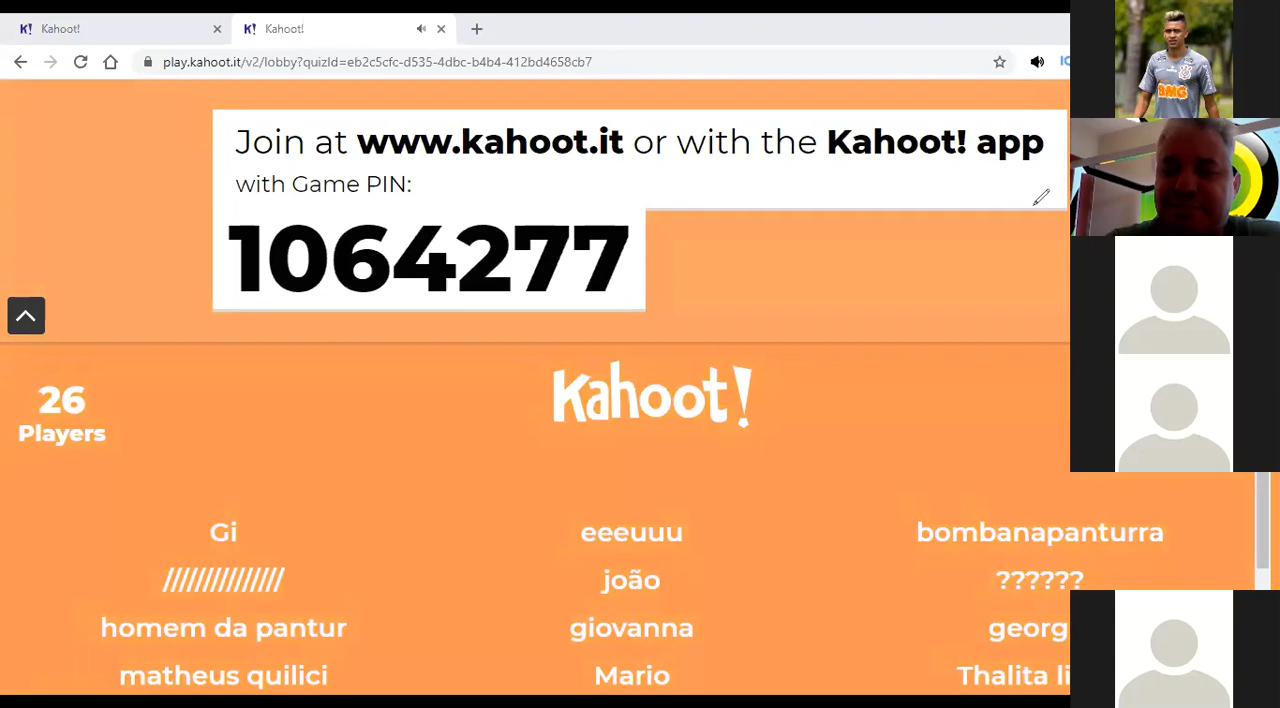 Kahoot!
Kahoot!
play.kahoot.it/v2/lobby?quizId=eb2c5cfc-d535-4dbc-b4b4-412bd4658cb7
Join at www.kahoot.it or with the Kahoot! app
with Game PIN:
1064277
26
Players
Kahoot!
Gi
eeeuuu
bombanapanturra
///////////////
joão
??????
homem da pantur
giovanna
georg
matheus quilici
Mario
Thalita li
BMG